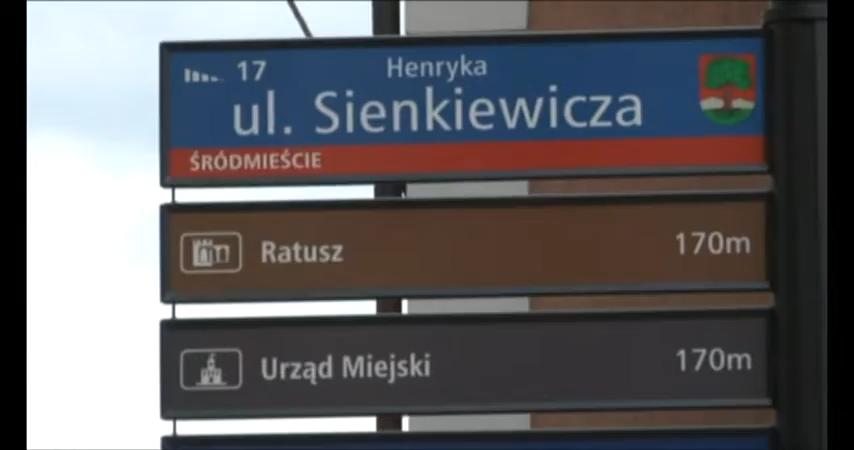 17 Henryka
ul. Sienkiewicza
ŚRÓDMIEŚCIE
Ratusz 170m
Urząd Miejski 170m